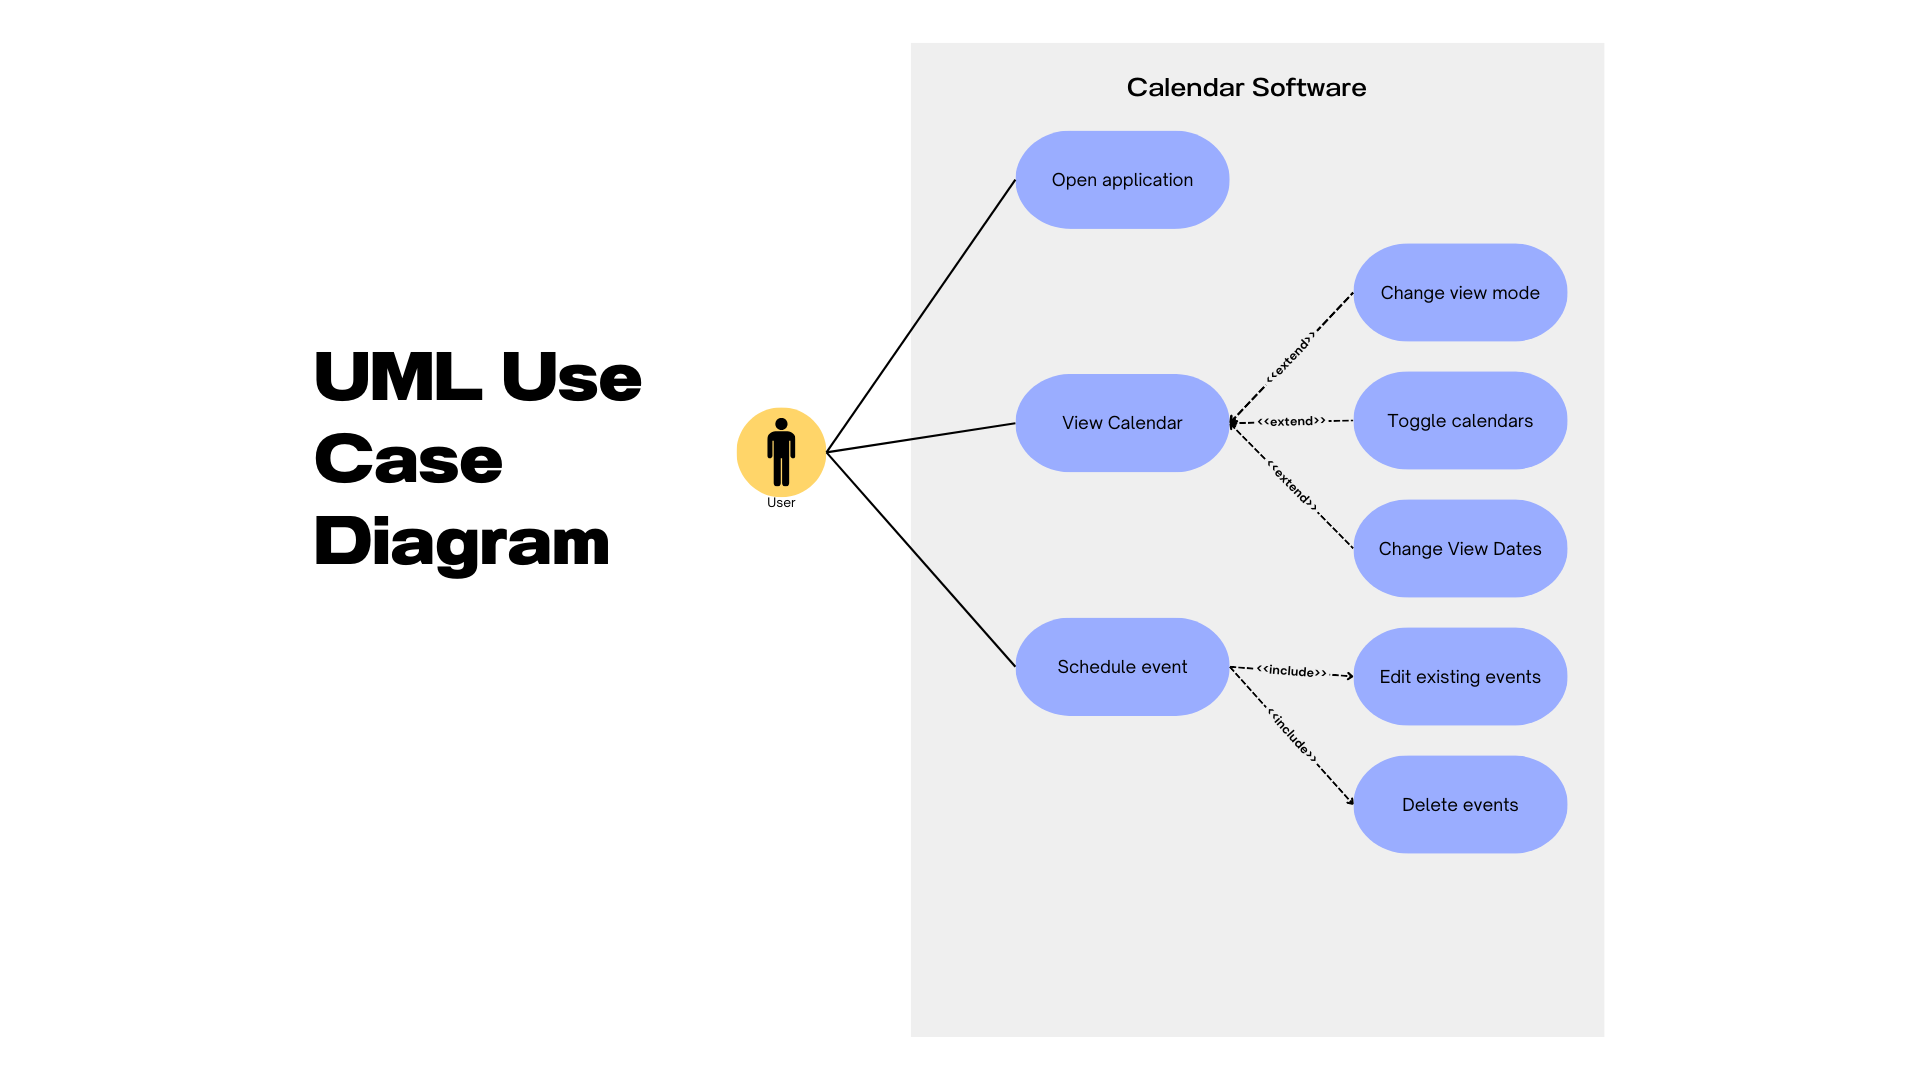 UML Use
Case
Diagram
User
Calendar Software
Open application
View Calendar
Schedule event
<<extend>>
<<extend>>
<<extend>>
<<include>>
<<include>>
Change view mode
Toggle calendars
Change View Dates
Edit existing events
Delete events